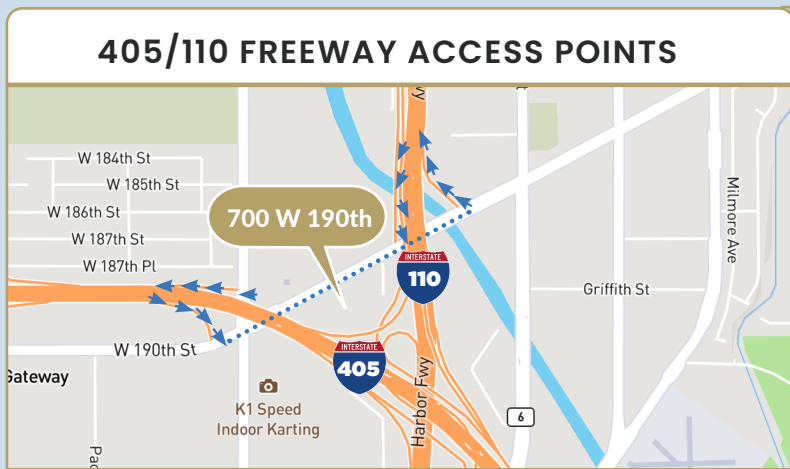 405/110 FREEWAY ACCESS POINTS
W 184th St
W 185th St
W 186th St
W 187th St
W 187th Pl
700 W 190th
INTERSTATE
110
Milmore Ave
Griffith St
W 190th St
INTERSTATE
405
Harbor Fwy
Gateway
K1 Speed
Indoor Karting
6